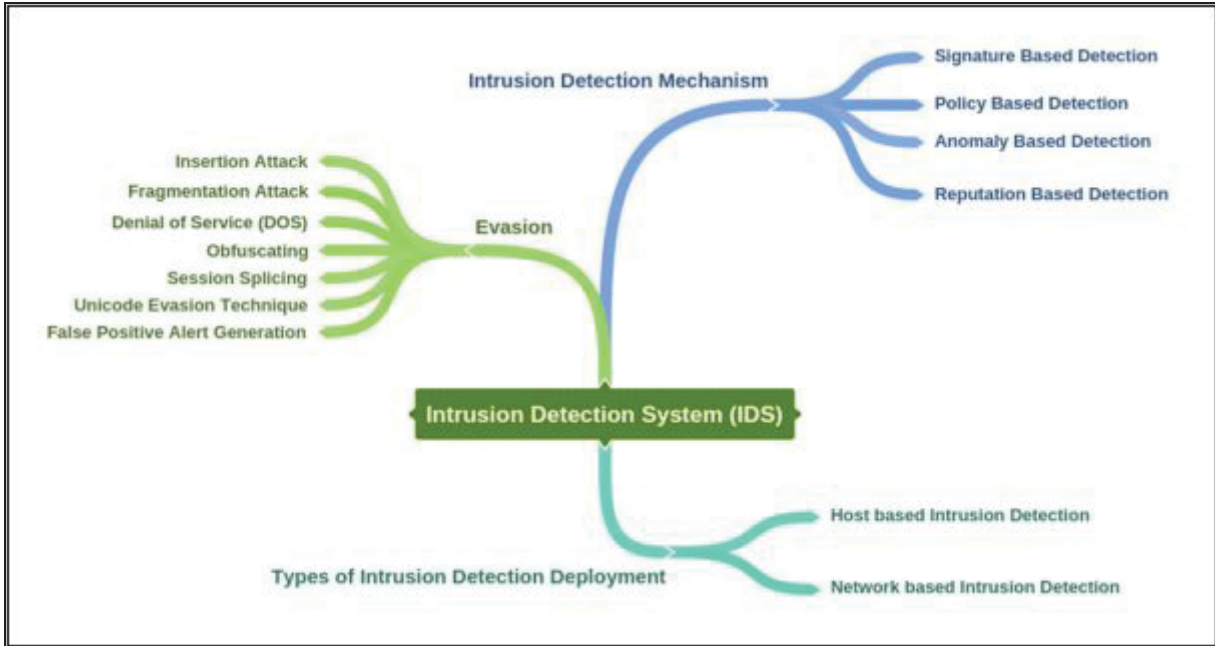 Intrusion Detection Mechanism
Signature Based Detection
Policy Based Detection
Anomaly Based Detection
Reputation Based Detection
Evasion
Insertion Attack
Fragmentation Attack
Denial of Service (DOS)
Obfuscating
Session Splicing
Unicode Evasion Technique
False Positive Alert Generation
Intrusion Detection System (IDS)
Types of Intrusion Detection Deployment
Host based Intrusion Detection
Network based Intrusion Detection